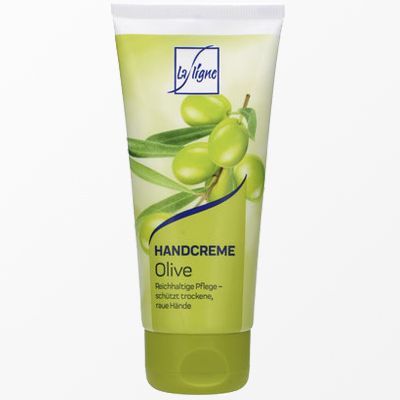 La ligne
HANDCREME
Olive
Reichhaltige Pflege –
schützt trockene,
raue Hände